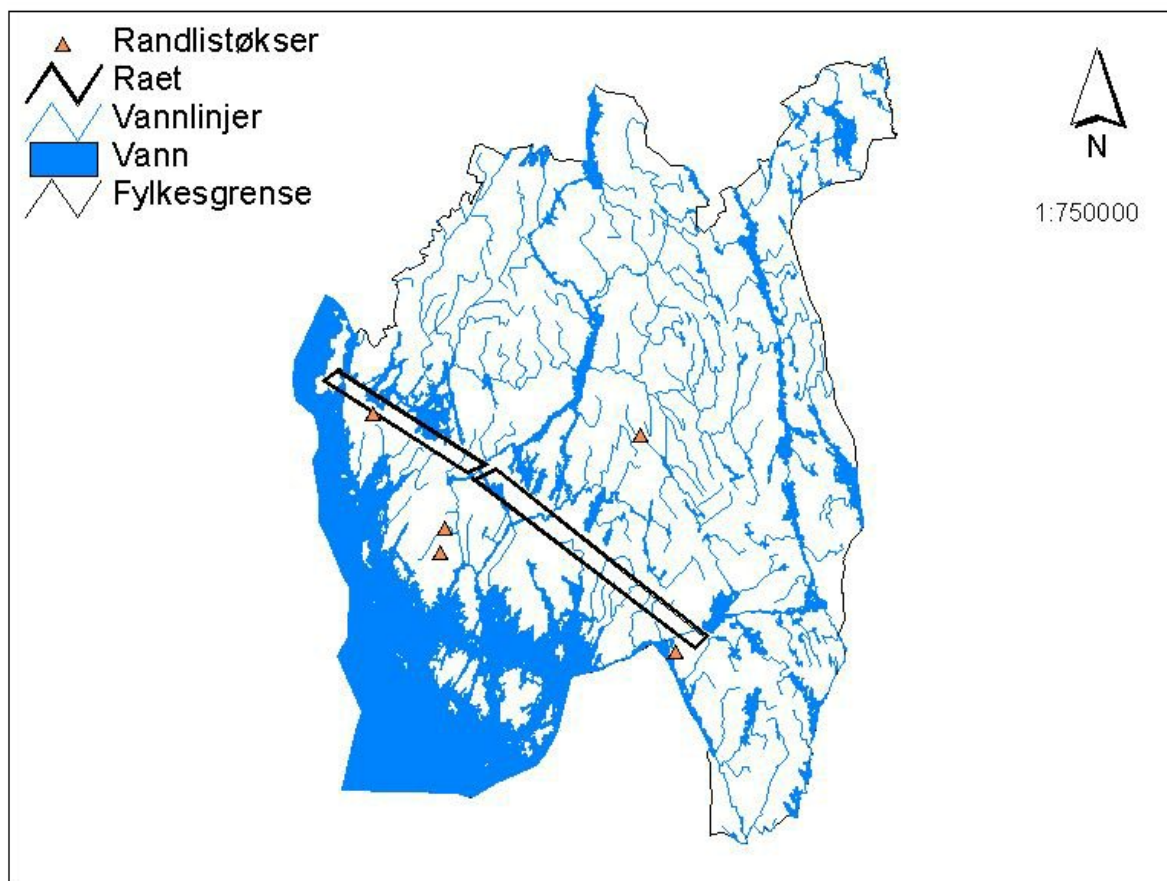 Randlistøkser
Raet
Vannlinjer
Vann
Fylkesgrense
N
1:750000